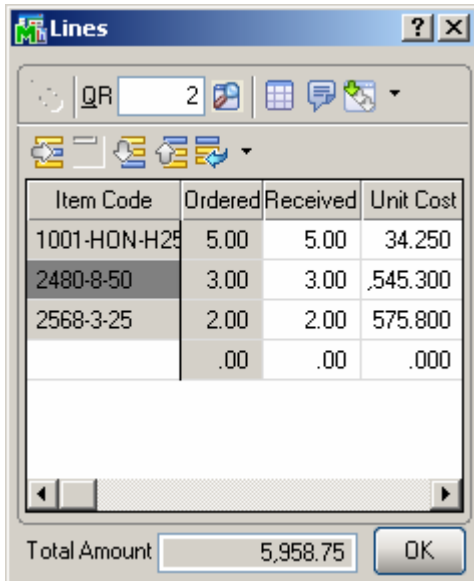 Lines
QR 2
Item Code Ordered Received Unit Cost
1001-HON-H25 5.00 5.00 34.250
2480-8-50 3.00 3.00 ,545.300
2568-3-25 2.00 2.00 575.800
.00 .00 .000
Total Amount 5,958.75 OK